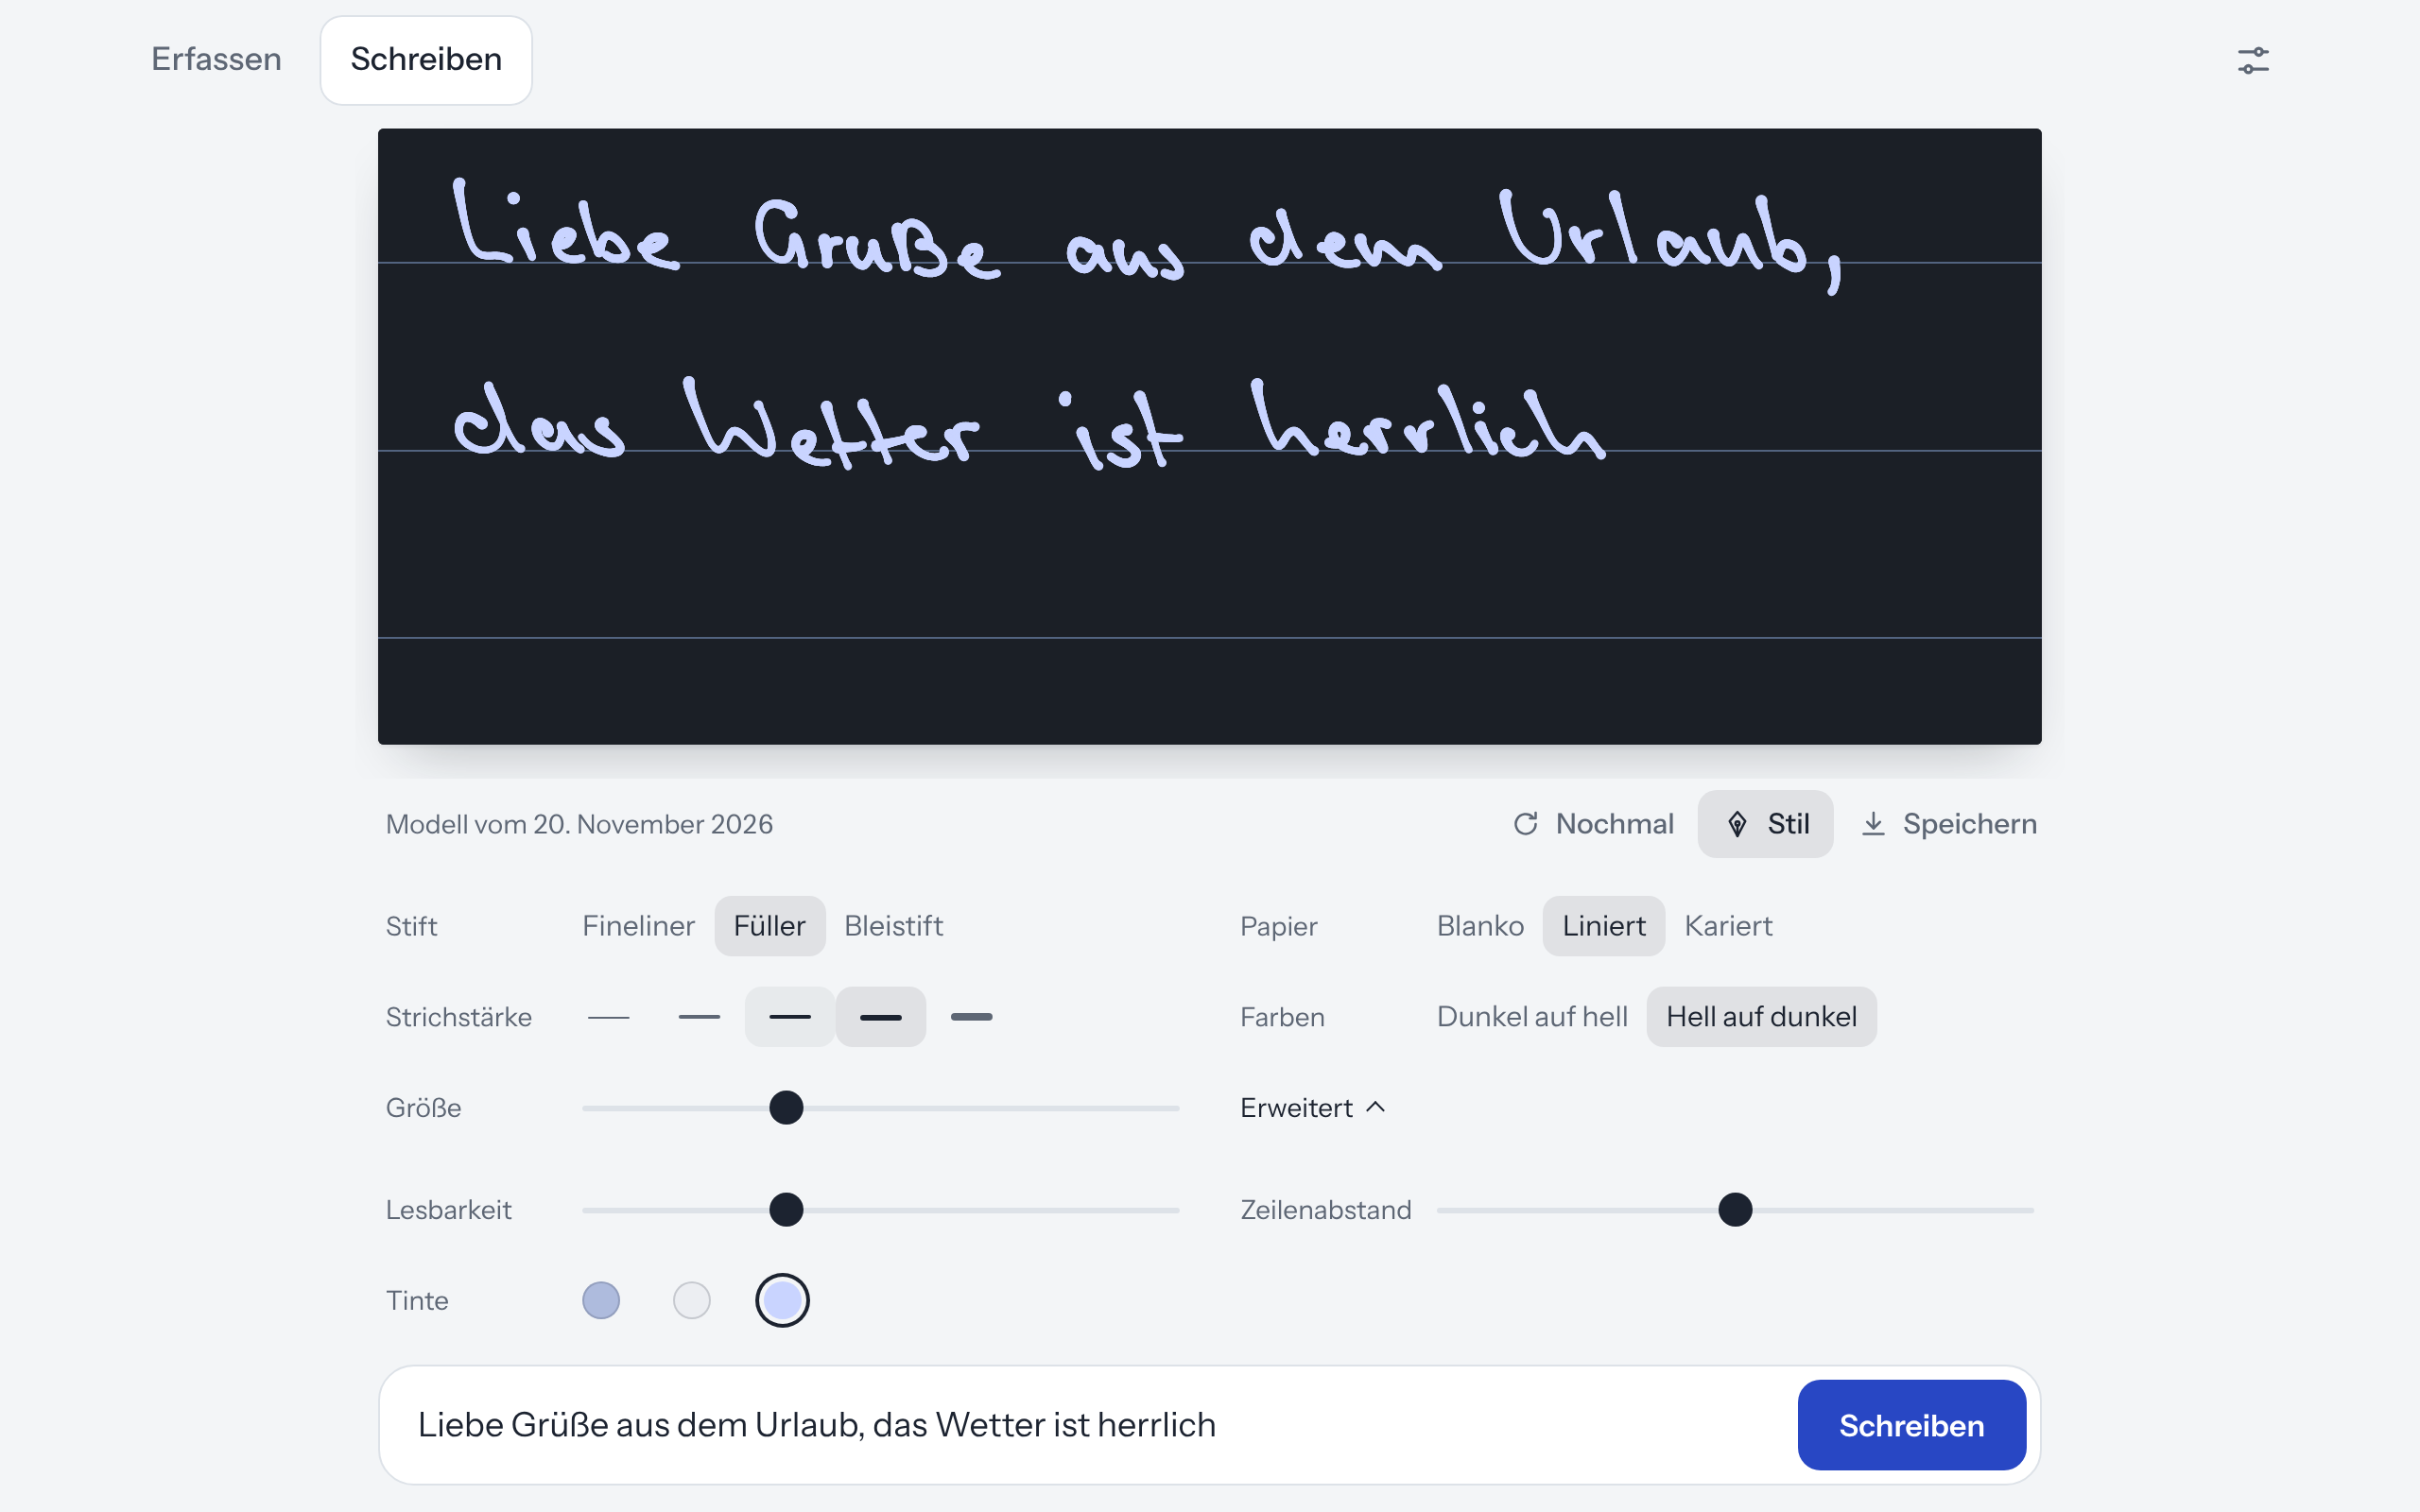 Erfassen
Schreiben
Liebe Gruße aus dem Urlaub,
das Wetter ist herrlich
Modell vom 20. November 2026
Nochmal
Stil
Speichern
Stift
Fineliner
Füller
Bleistift
Papier
Blanko
Liniert
Kariert
Strichstärke
Farben
Dunkel auf hell
Hell auf dunkel
Größe
Erweitert
Lesbarkeit
Zeilenabstand
Tinte
Liebe Grüße aus dem Urlaub, das Wetter ist herrlich
Schreiben